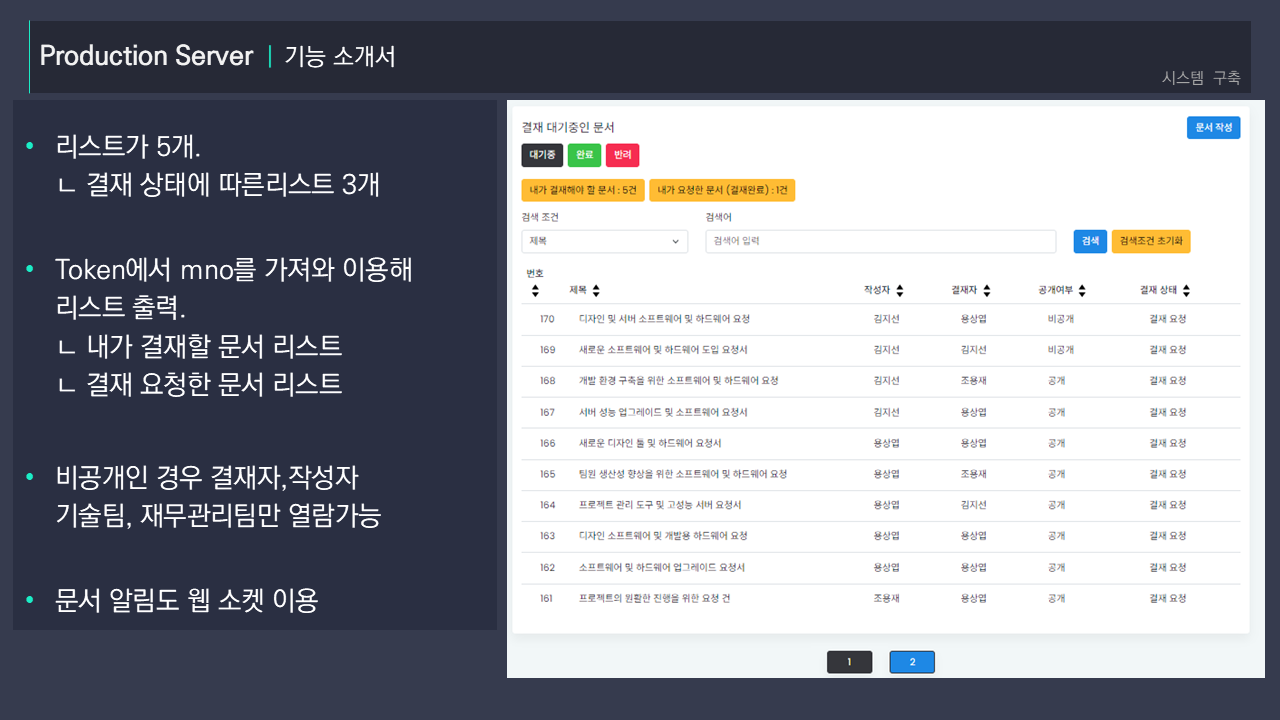 Production Server | 기능 소개서
시스템 구축
• 리스트가 5개.
ㄴ 결재 상태에 따른리스트 3개
• Token에서 mno를 가져와 이용해
리스트 출력.
ㄴ 내가 결재할 문서 리스트
ㄴ 결재 요청한 문서 리스트
• 비공개인 경우 결재자,작성자
기술팀, 재무관리팀만 열람가능
• 문서 알림도 웹 소켓 이용
결재 대기중인 문서
문서 작성
대기중 완료 반려
내가 결재해야 할 문서 : 5건 내가 요청한 문서 (결재완료) : 1건
검색 조건 검색어
제목 검색어 입력 검색 검색조건 초기화
번호
제목 작성자 결재자 공개여부 결재 상태
170 디자인 및 서버 소프트웨어 및 하드웨어 요청 김지선 용상엽 비공개 결재 요청
169 새로운 소프트웨어 및 하드웨어 도입 요청서 김지선 김지선 비공개 결재 요청
168 개발 환경 구축을 위한 소프트웨어 및 하드웨어 요청 김지선 조용재 공개 결재 요청
167 서버 성능 업그레이드 및 소프트웨어 요청서 김지선 용상엽 공개 결재 요청
166 새로운 디자인 툴 및 하드웨어 요청서 용상엽 용상엽 공개 결재 요청
165 팀원 생산성 향상을 위한 소프트웨어 및 하드웨어 요청 용상엽 조용재 공개 결재 요청
164 프로젝트 관리 도구 및 고성능 서버 요청서 용상엽 김지선 공개 결재 요청
163 디자인 소프트웨어 및 개발용 하드웨어 요청 용상엽 용상엽 공개 결재 요청
162 소프트웨어 및 하드웨어 업그레이드 요청서 용상엽 용상엽 공개 결재 요청
161 프로젝트의 원활한 진행을 위한 요청 건 조용재 용상엽 공개 결재 요청
1 2